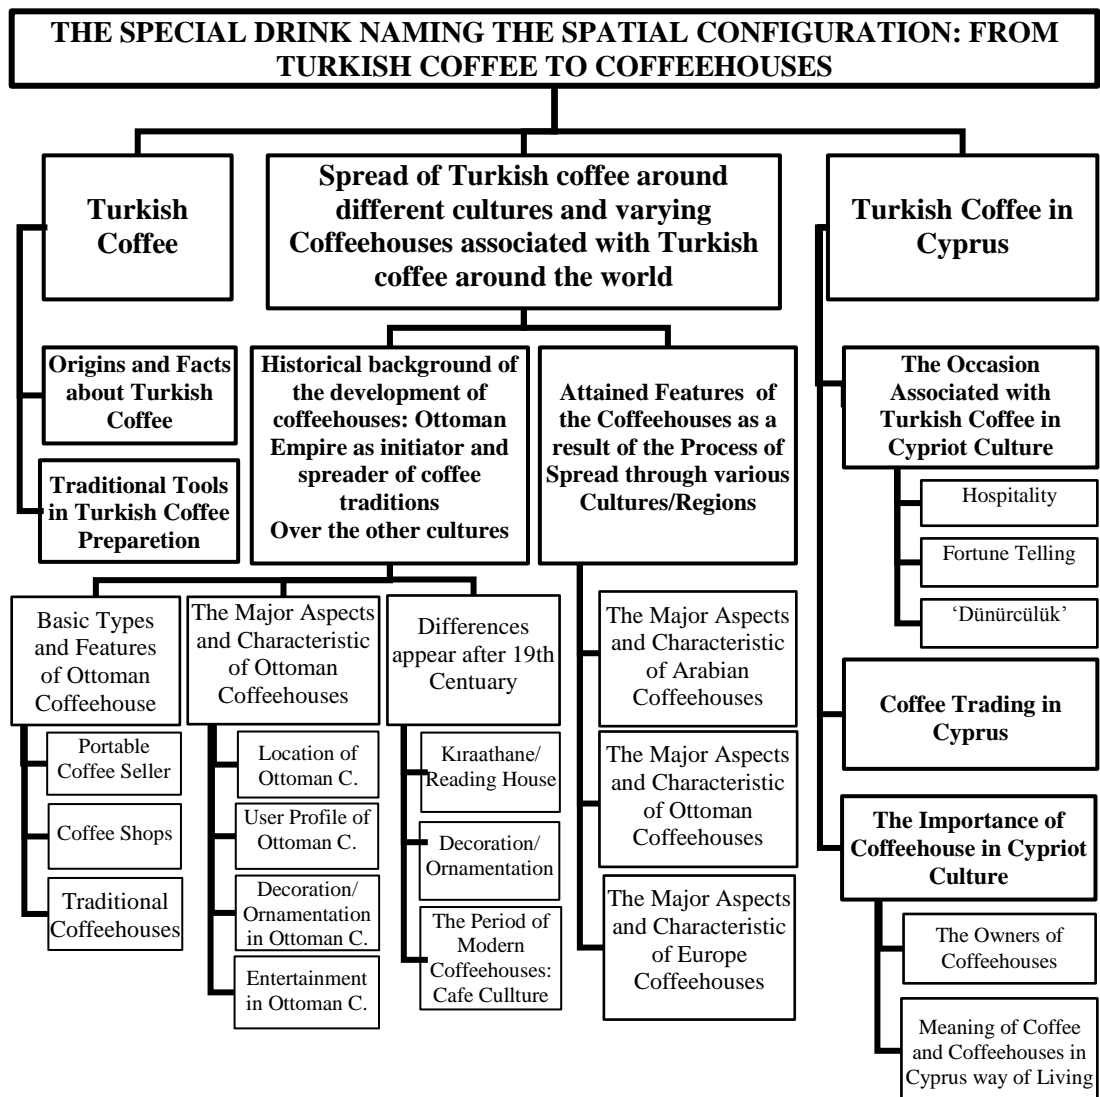 THE SPECIAL DRINK NAMING THE SPATIAL CONFIGURATION: FROM
TURKISH COFFEE TO COFFEEHOUSES
Turkish
Coffee
Spread of Turkish coffee around
different cultures and varying
Coffeehouses associated with Turkish
coffee around the world
Turkish Coffee in
Cyprus
Origins and Facts
about Turkish
Coffee
Traditional Tools
in Turkish Coffee
Preparetion
Historical background of
the development of
coffeehouses: Ottoman
Empire as initiator and
spreader of coffee
traditions
Over the other cultures
Attained Features of
the Coffeehouses as a
result of the Process of
Spread through various
Cultures/Regions
The Occasion
Associated with
Turkish Coffee in
Cypriot Culture
Hospitality
Fortune Telling
‘Dünürcülük’
Basic Types
and Features
of Ottoman
Coffeehouse
Portable
Coffee Seller
Coffee Shops
Traditional
Coffeehouses
The Major Aspects
and Characteristic
of Ottoman
Coffeehouses
Location of
Ottoman C.
User Profile of
Ottoman C.
Decoration/
Ornamentation
in Ottoman C.
Entertainment
in Ottoman C.
Differences
appear after 19th
Centuary
Kıraathane/
Reading House
Decoration/
Ornamentation
The Period of
Modern
Coffeehouses:
Cafe Cullture
The Major Aspects
and Characteristic
of Arabian
Coffeehouses
The Major Aspects
and Characteristic
of Ottoman
Coffeehouses
The Major Aspects
and Characteristic
of Europe
Coffeehouses
Coffee Trading in
Cyprus
The Importance of
Coffeehouse in Cypriot
Culture
The Owners of
Coffeehouses
Meaning of Coffee
and Coffeehouses in
Cyprus way of Living